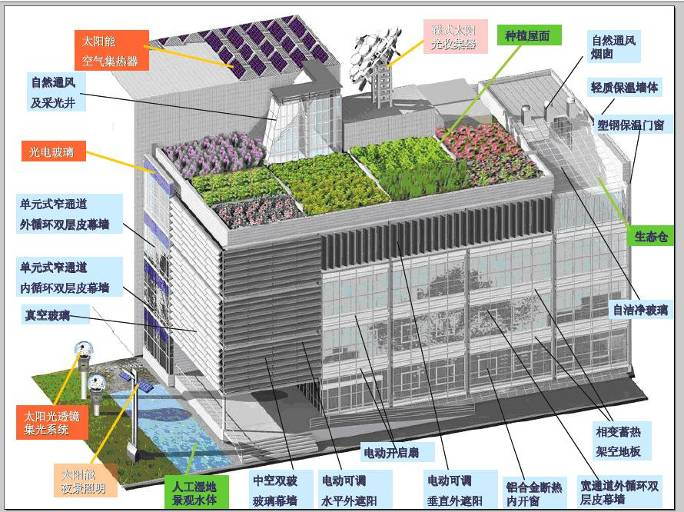 太阳能
空气集热器
自然通风
及采光井
光电玻璃
单元式窄通道
外循环双层皮幕墙
单元式窄通道
内循环双层皮幕墙
真空玻璃
太阳光透镜
集光系统
太阳能
夜景照明
人工湿地
景观水体
碟式太阳
光收集器
种植屋面
自然通风
烟囱
轻质保温墙体
塑钢保温门窗
生态仓
自洁净玻璃
相变蓄热
架空地板
宽通道外循环双
层皮幕墙
铝合金断热
内开窗
电动可调
垂直外遮阳
电动开启扇
电动可调
水平外遮阳
中空双玻
玻璃幕墙